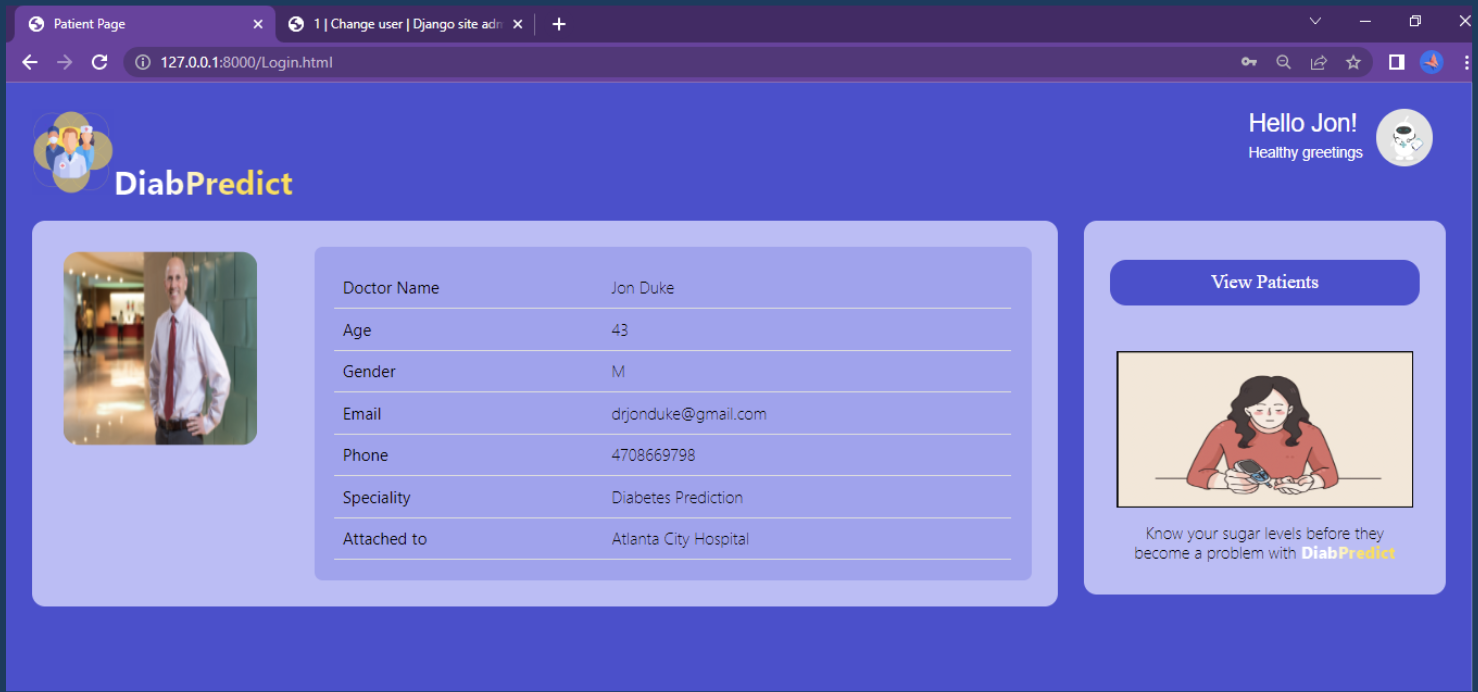 Patient Page
1 | Change user | Django site adm
127.0.0.1:8000/Login.html
DiabPredict
Hello Jon!
Healthy greetings
Doctor Name Jon Duke
Age 43
Gender M
Email drjonduke@gmail.com
Phone 4708669798
Speciality Diabetes Prediction
Attached to Atlanta City Hospital
View Patients
Know your sugar levels before they
become a problem with DiabPredict